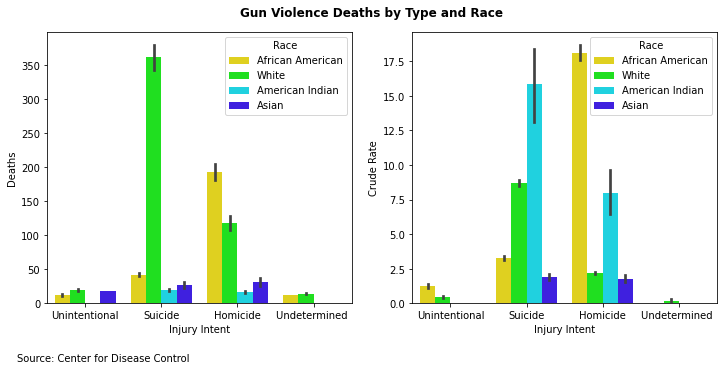 Gun Violence Deaths by Type and Race
Race
African American
White
American Indian
Asian
350
300
250
200
150
100
50
0
Deaths
Unintentional Suicide Homicide Undetermined
Injury Intent
Race
African American
White
American Indian
Asian
17.5
15.0
12.5
10.0
7.5
5.0
2.5
0.0
Crude Rate
Unintentional Suicide Homicide Undetermined
Injury Intent
Source: Center for Disease Control